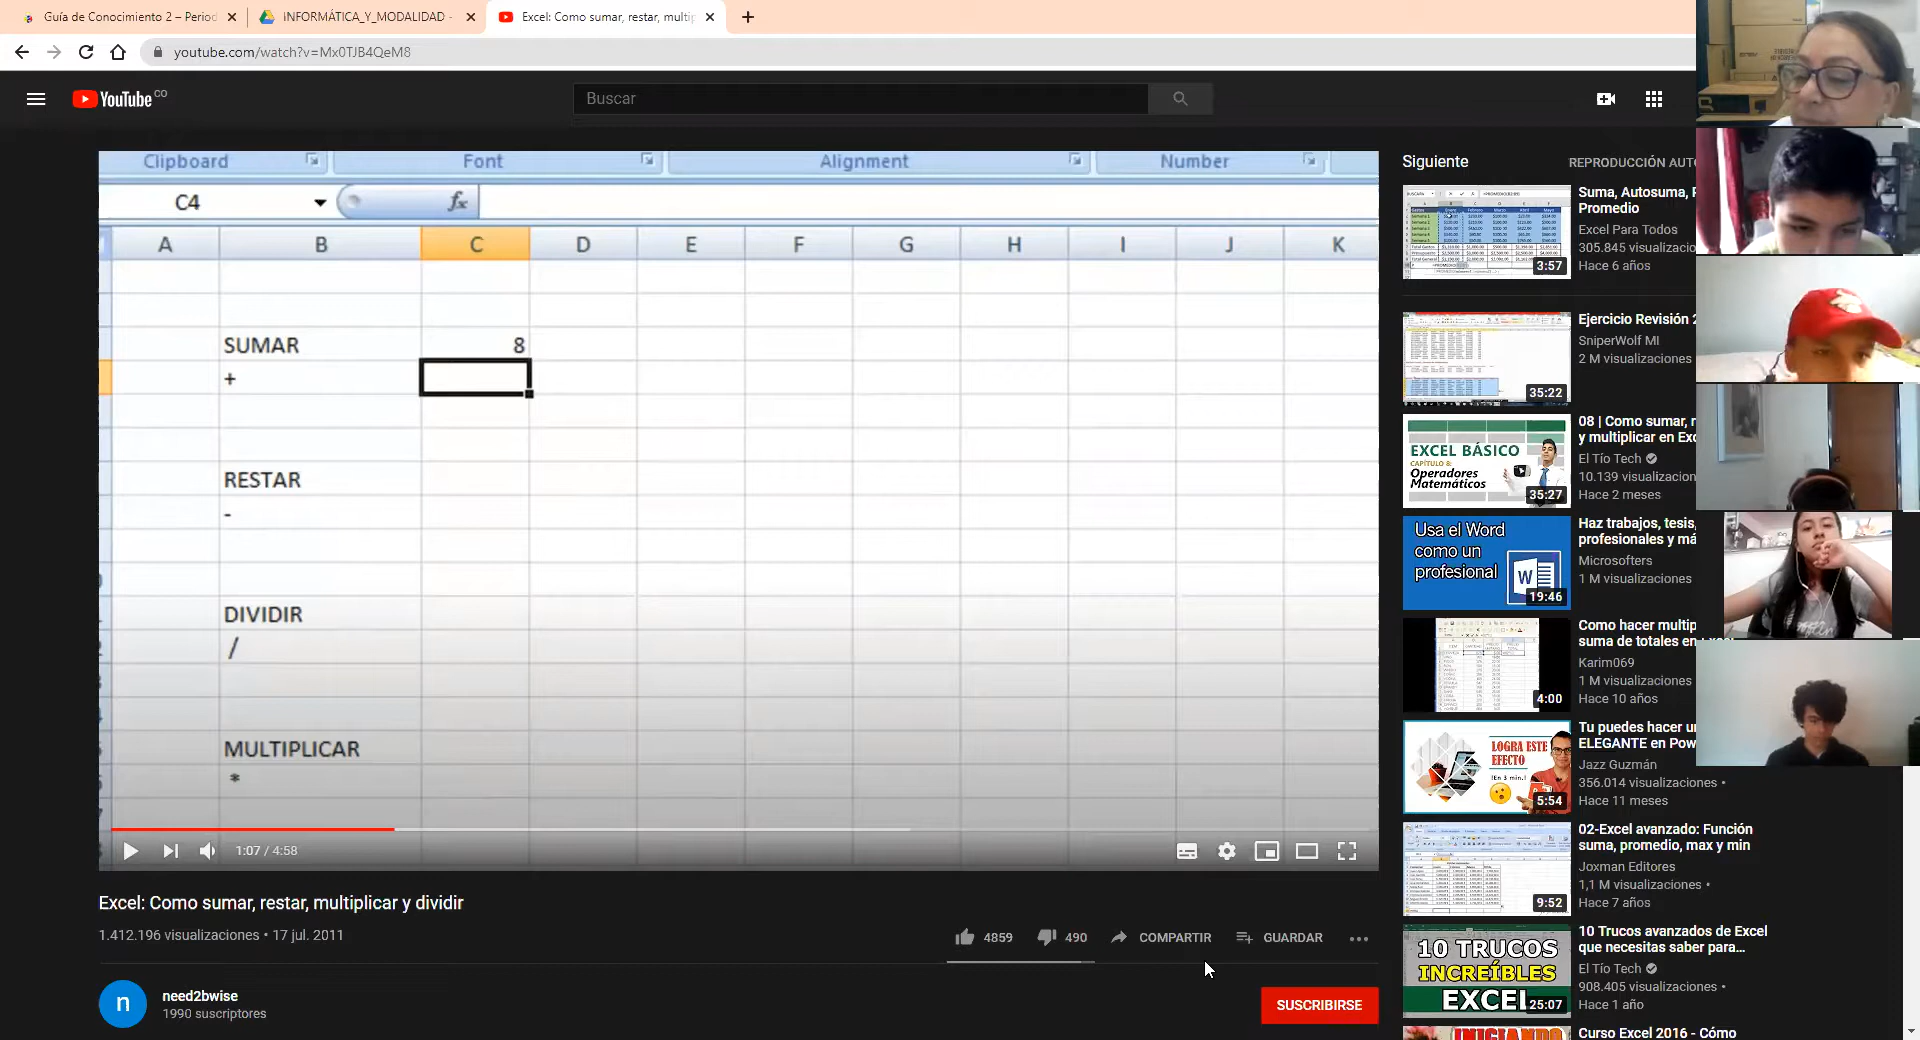 Guía de Conocimiento 2 – Period
INFORMÁTICA_Y_MODALIDAD -
Excel: Como sumar, restar, multip
youtube.com/watch?v=Mx0TJB4QeM8
YouTube CO
Buscar
Clipboard
Font
Alignment
Number
C4
fx
A
B
C
D
E
F
G
H
I
J
K
SUMAR
8
+
RESTAR
-
DIVIDIR
/
MULTIPLICAR
*
1:07 / 4:58
Excel: Como sumar, restar, multiplicar y dividir
1.412.196 visualizaciones • 17 jul. 2011
4859
490
COMPARTIR
GUARDAR
n
need2bwise
1990 suscriptores
SUSCRIBIRSE
Siguiente
REPRODUCCIÓN AUTO
3:57
Suma, Autosuma, P
Promedio
Excel Para Todos
305.845 visualizacio
Hace 6 años
35:22
Ejercicio Revisión 2
SniperWolf MI
2 M visualizaciones
EXCEL BÁSICO
CAPÍTULO 8:
Operadores
Matemáticos
35:27
08 | Como sumar, r
y multiplicar en Exc
El Tío Tech
10.139 visualizacion
Hace 2 meses
Usa el Word
como un
profesional
W
19:46
Haz trabajos, tesis,
profesionales y má
Microsofters
1 M visualizaciones
4:00
Como hacer multip
suma de totales en
Karim069
1 M visualizaciones
Hace 10 años
LOGRA ESTE
EFECTO
¡En 3 min.!
5:54
Tu puedes hacer un
ELEGANTE en Pow
Jazz Guzmán
356.014 visualizaciones •
Hace 11 meses
9:52
02-Excel avanzado: Función
suma, promedio, max y min
Joxman Editores
1,1 M visualizaciones •
Hace 7 años
10 TRUCOS
INCREÍBLES
EXCEL
25:07
10 Trucos avanzados de Excel
que necesitas saber para...
El Tío Tech
908.405 visualizaciones •
Hace 1 año
INICIANDO
Curso Excel 2016 - Cómo